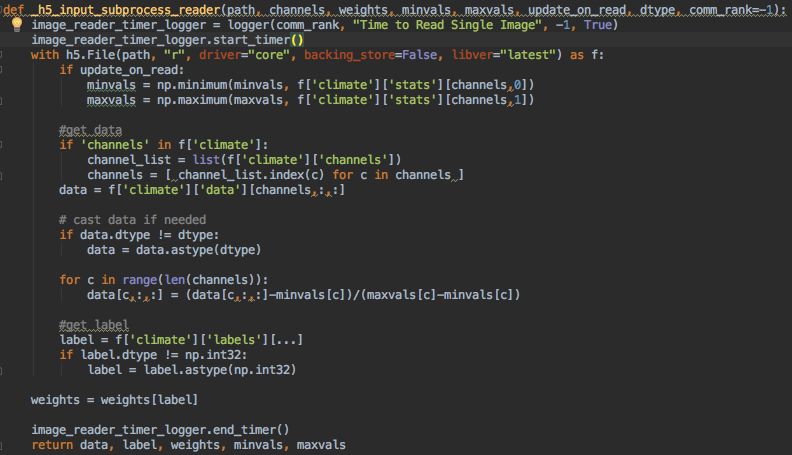 def _h5_input_subprocess_reader(path, channels, weights, minvals, maxvals, update_on_read, dtype, comm_rank=-1):
    image_reader_timer_logger = logger(comm_rank, "Time to Read Single Image", -1, True)
    image_reader_timer_logger.start_timer()
    with h5.File(path, "r", driver="core", backing_store=False, libver="latest") as f:
        if update_on_read:
            minvals = np.minimum(minvals, f['climate']['stats'][channels,0])
            maxvals = np.maximum(maxvals, f['climate']['stats'][channels,1])

        #get data
        if 'channels' in f['climate']:
            channel_list = list(f['climate']['channels'])
            channels = [ channel_list.index(c) for c in channels ]
        data = f['climate']['data'][channels,:,:]

        # cast data if needed
        if data.dtype != dtype:
            data = data.astype(dtype)

        for c in range(len(channels)):
            data[c,:,:] = (data[c,:,:]-minvals[c])/(maxvals[c]-minvals[c])

        #get label
        label = f['climate']['labels'][...]
        if label.dtype != np.int32:
            label = label.astype(np.int32)

    weights = weights[label]

    image_reader_timer_logger.end_timer()
    return data, label, weights, minvals, maxvals